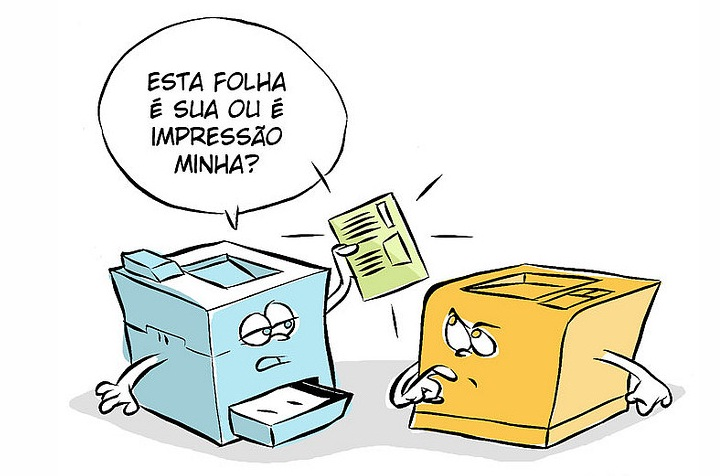 ESTA FOLHA
É SUA OU É
IMPRESSÃO
MINHA?